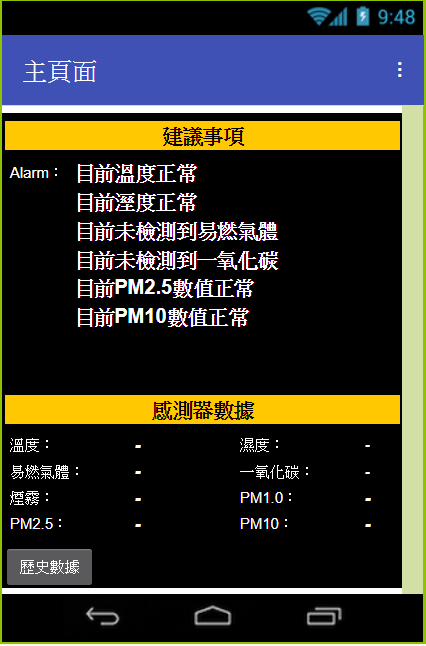 9:48
主頁面
建議事項
Alarm： 目前溫度正常
目前溼度正常
目前未檢測到易燃氣體
目前未檢測到一氧化碳
目前PM2.5數值正常
目前PM10數值正常
感測器數據
溫度： - 濕度： -
易燃氣體： - 一氧化碳： -
煙霧： - PM1.0： -
PM2.5： - PM10： -
歷史數據